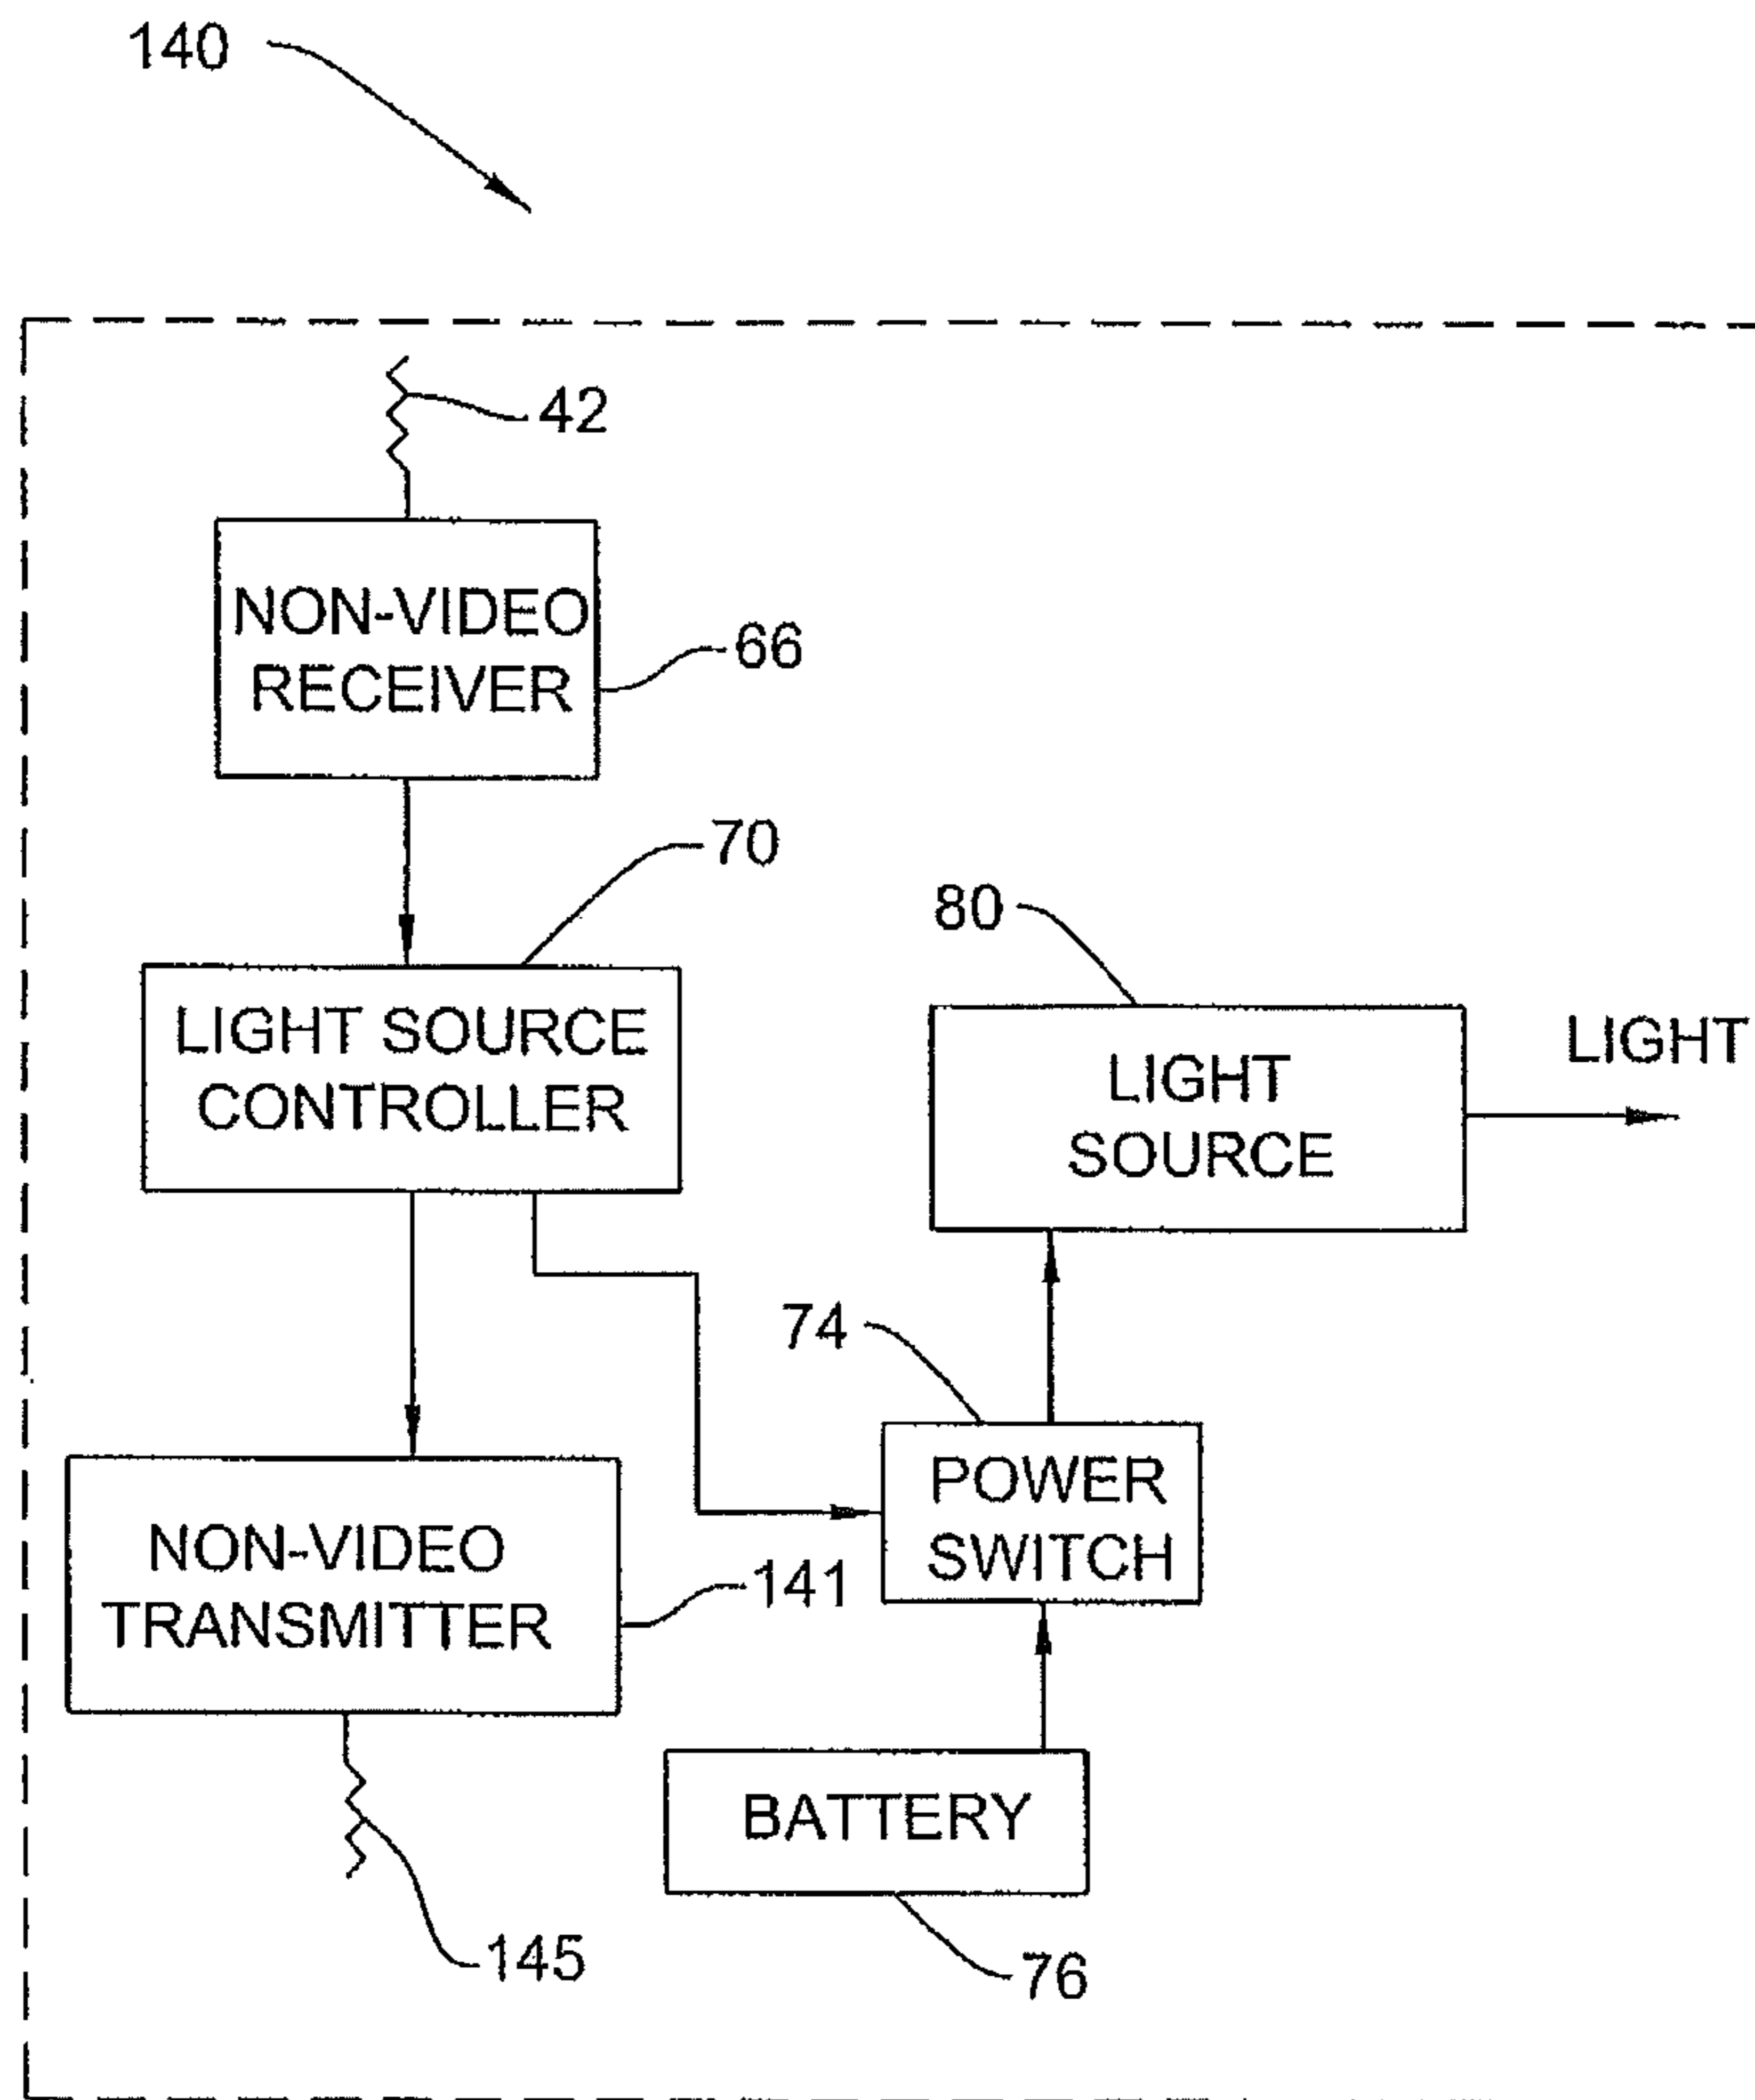 140
42
NON-VIDEO
RECEIVER
66
70
LIGHT SOURCE
CONTROLLER
80
LIGHT
SOURCE
LIGHT
74
POWER
SWITCH
NON-VIDEO
TRANSMITTER
141
BATTERY
145
76